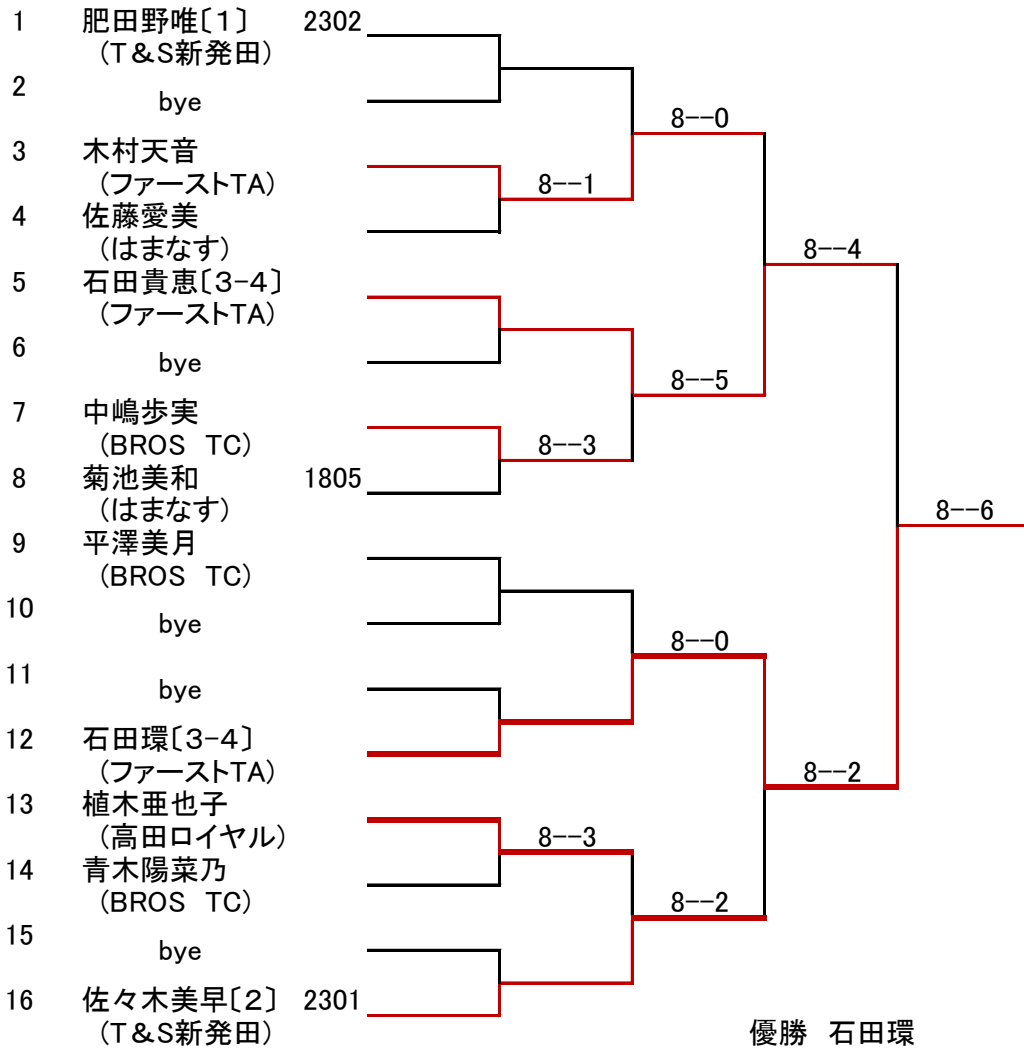 1 肥田野唯〔1〕 2302
(T&S新発田)
2 bye
8--0
3 木村天音
(ファーストTA) 8--1
4 佐藤愛美
(はまなす) 8--4
5 石田貴恵〔3-4〕
(ファーストTA)
6 bye
8--5
7 中嶋歩実
(BROS TC) 8--3
8 菊池美和 1805
(はまなす) 8--6
9 平澤美月
(BROS TC)
10 bye
8--0
11 bye
12 石田環〔3-4〕
(ファーストTA) 8--2
13 植木亜也子
(高田ロイヤル) 8--3
14 青木陽菜乃
(BROS TC) 8--2
15 bye
16 佐々木美早〔2〕 2301
(T&S新発田) 優勝 石田環